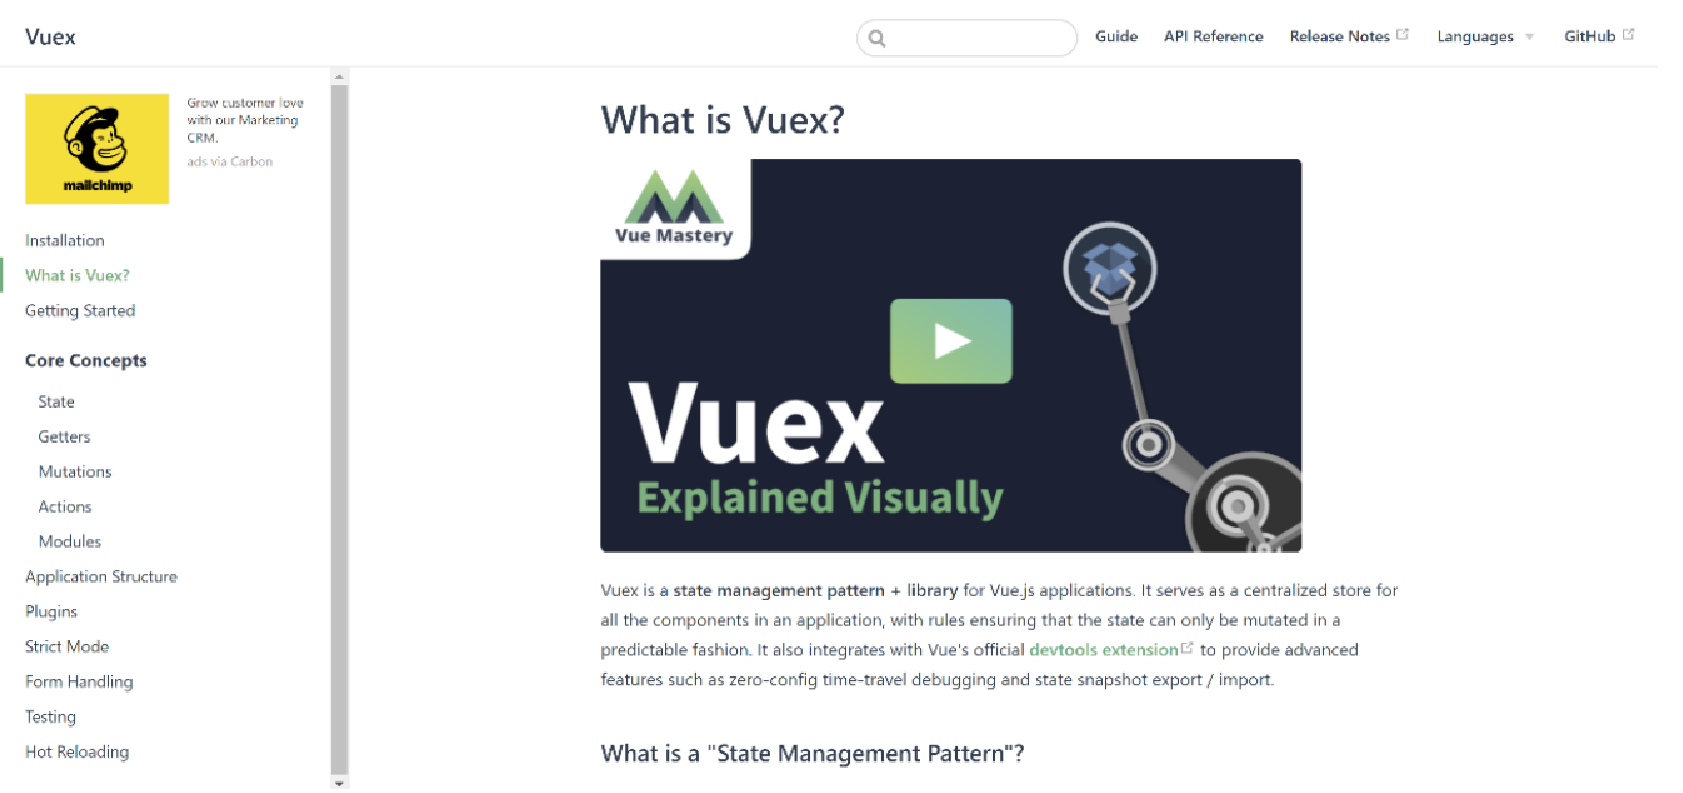 Vuex
Guide
API Reference
Release Notes
Languages
GitHub
mailchimp
Grow customer love
with our Marketing
CRM.
ads via Carbon
Installation
What is Vuex?
Getting Started
Core Concepts
State
Getters
Mutations
Actions
Modules
Application Structure
Plugins
Strict Mode
Form Handling
Testing
Hot Reloading
What is Vuex?
Vue Mastery
Vuex
Explained Visually
Vuex is a state management pattern + library for Vue.js applications. It serves as a centralized store for
all the components in an application, with rules ensuring that the state can only be mutated in a
predictable fashion. It also integrates with Vue's official devtools extension to provide advanced
features such as zero-config time-travel debugging and state snapshot export / import.
What is a "State Management Pattern"?